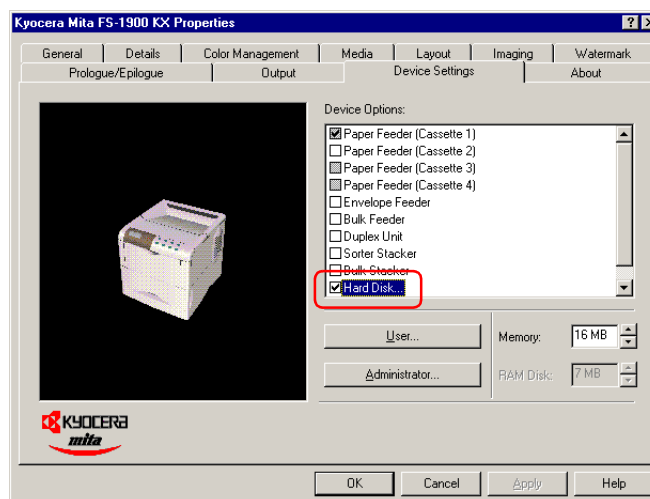 Kyocera Mita FS-1900 KX Properties
General Details Color Management Media Layout Imaging Watermark
Prologue/Epilogue Output Device Settings About
Device Options:
Paper Feeder (Cassette 1)
Paper Feeder (Cassette 2)
Paper Feeder (Cassette 3)
Paper Feeder (Cassette 4)
Envelope Feeder
Bulk Feeder
Duplex Unit
Sorter Stacker
Bulk Stacker
Hard Disk...
User... Memory: 16 MB
Administrator... RAM Disk: 7 MB
KYOCERA
mita
OK Cancel Apply Help